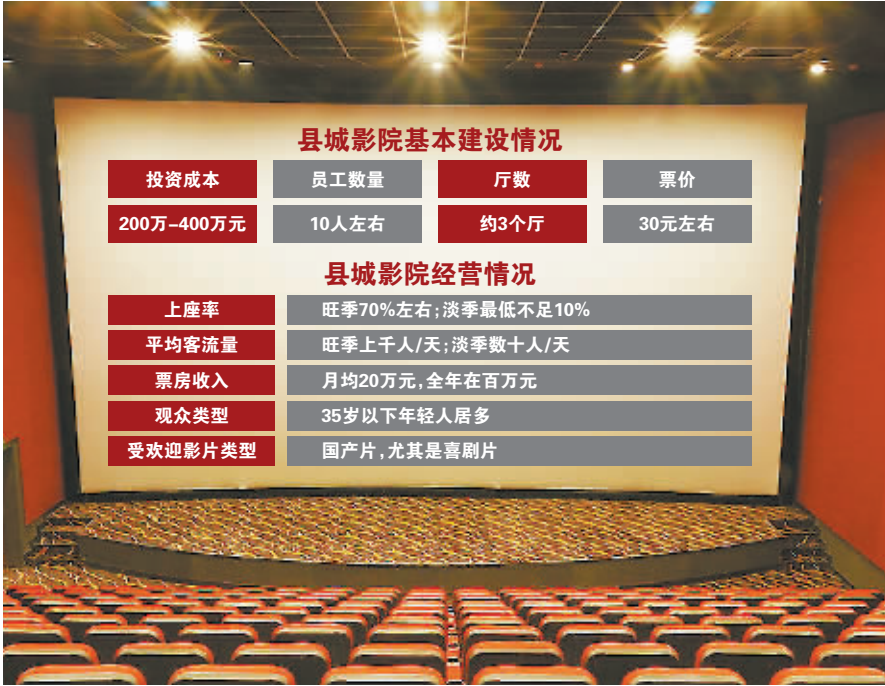 县城影院基本建设情况
投资成本 员工数量 厅数 票价
200万-400万元 10人左右 约3个厅 30元左右
县城影院经营情况
上座率 旺季70%左右;淡季最低不足10%
平均客流量 旺季上千人/天;淡季数十人/天
票房收入 月均20万元,全年在百万元
观众类型 35岁以下年轻人居多
受欢迎影片类型 国产片,尤其是喜剧片